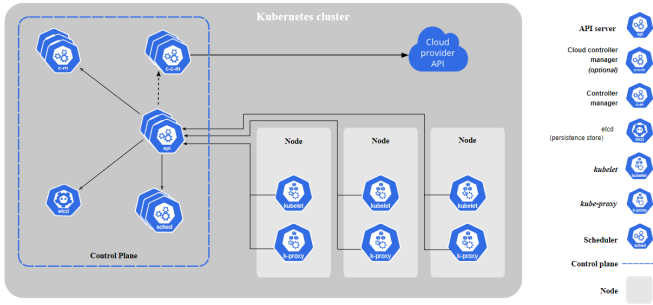 Kubernetes cluster
c-m
c-c-m
Cloud
provider
API
api
Node
Node
Node
etcd
sched
kubelet
kubelet
kubelet
k-proxy
k-proxy
k-proxy
Control Plane
API server
api
Cloud controller
manager
(optional)
c-c-m
Controller
manager
c-m
etcd
(persistence store)
etcd
kubelet
kubelet
kube-proxy
k-proxy
Scheduler
sched
Control plane
Node